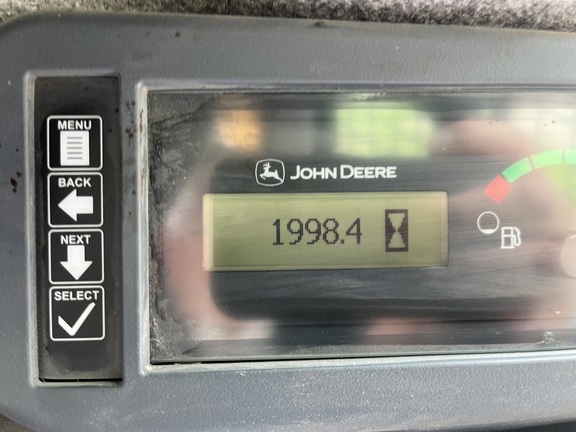 MENU
BACK
NEXT
SELECT
JOHN DEERE
1998.4